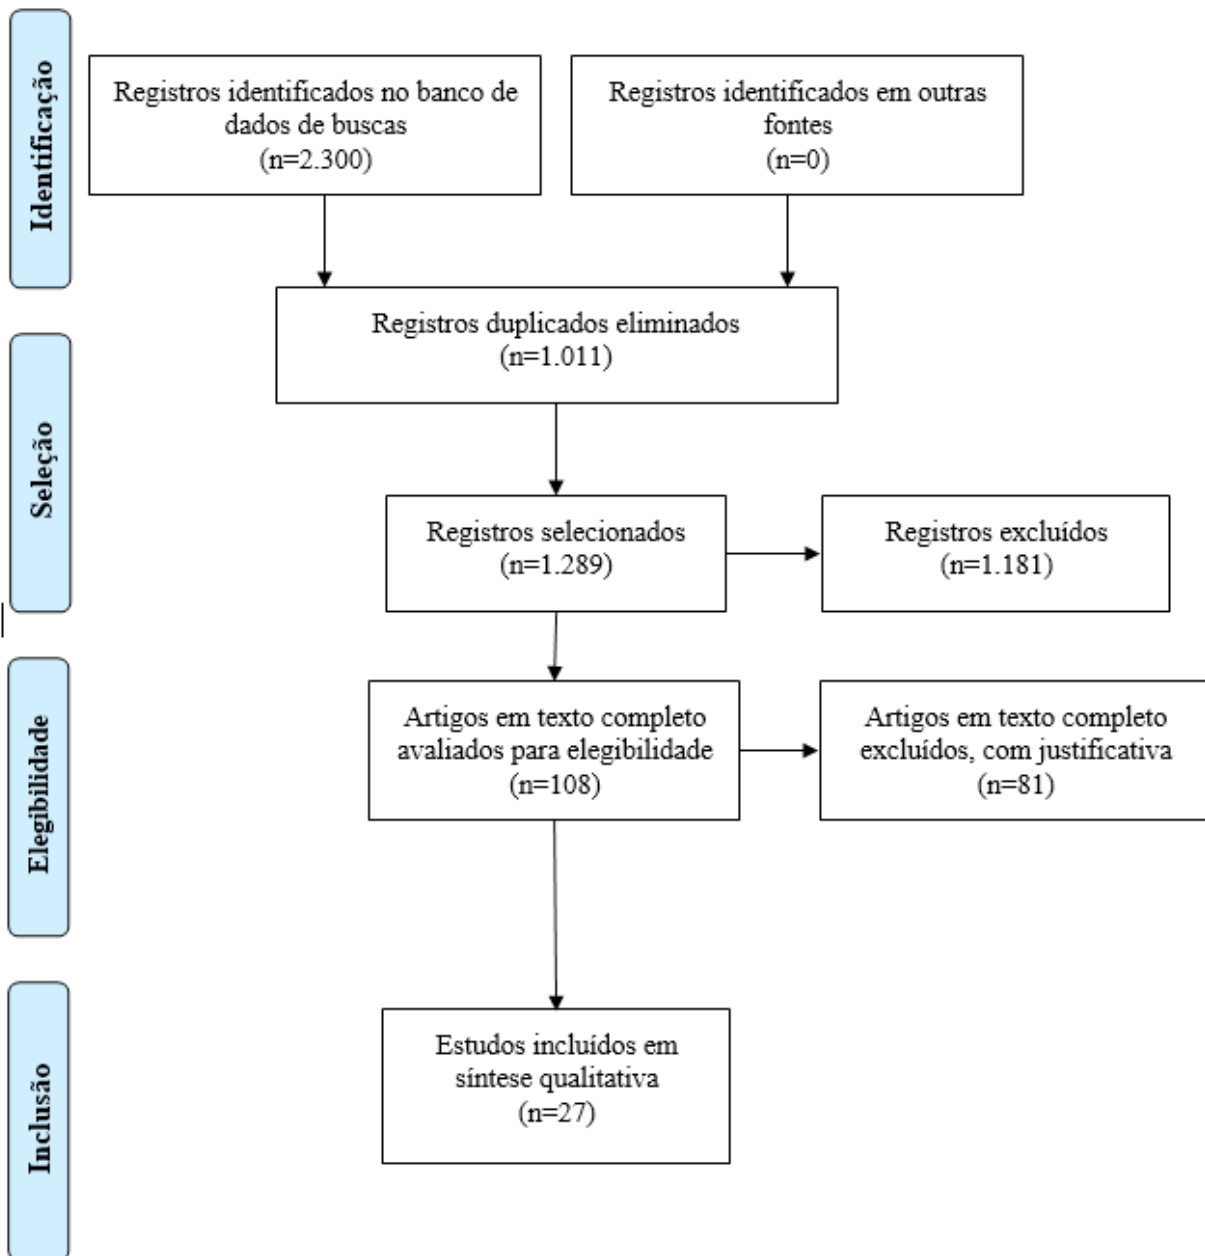 Identificação
Registros identificados no banco de
dados de buscas
(n=2.300)
Registros identificados em outras
fontes
(n=0)
Registros duplicados eliminados
(n=1.011)
Seleção
Registros selecionados
(n=1.289)
Registros excluídos
(n=1.181)
Elegibilidade
Artigos em texto completo
avaliados para elegibilidade
(n=108)
Artigos em texto completo
excluídos, com justificativa
(n=81)
Inclusão
Estudos incluídos em
síntese qualitativa
(n=27)